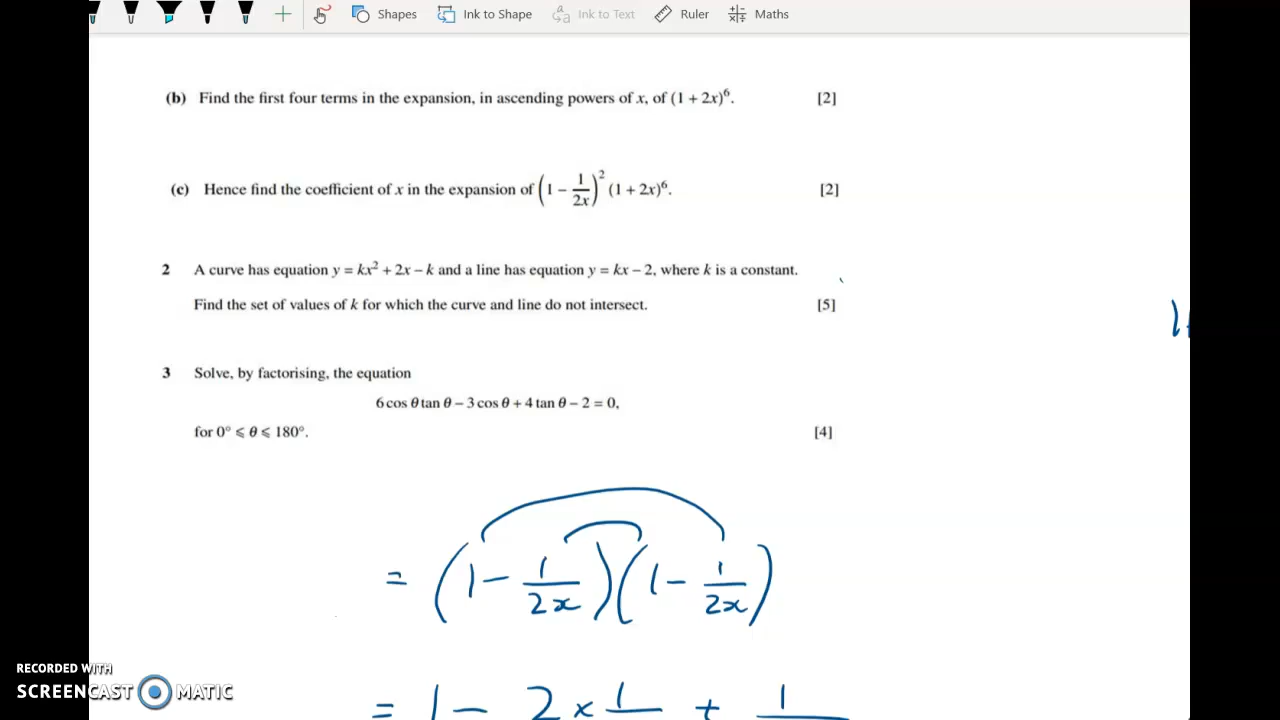 Shapes Ink to Shape Ink to Text Ruler Maths
(b) Find the first four terms in the expansion, in ascending powers of x, of (1 + 2x)⁶. [2]
(c) Hence find the coefficient of x in the expansion of (1 − 1/2x)² (1 + 2x)⁶. [2]
2 A curve has equation y = kx² + 2x − k and a line has equation y = kx − 2, where k is a constant.
Find the set of values of k for which the curve and line do not intersect. [5]
3 Solve, by factorising, the equation
6 cos θ tan θ − 3 cos θ + 4 tan θ − 2 = 0,
for 0° ⩽ θ ⩽ 180°. [4]
= (1 − 1/2x)(1 − 1/2x)
RECORDED WITH
SCREENCAST MATIC
= 1 − 2 × 1 + 1